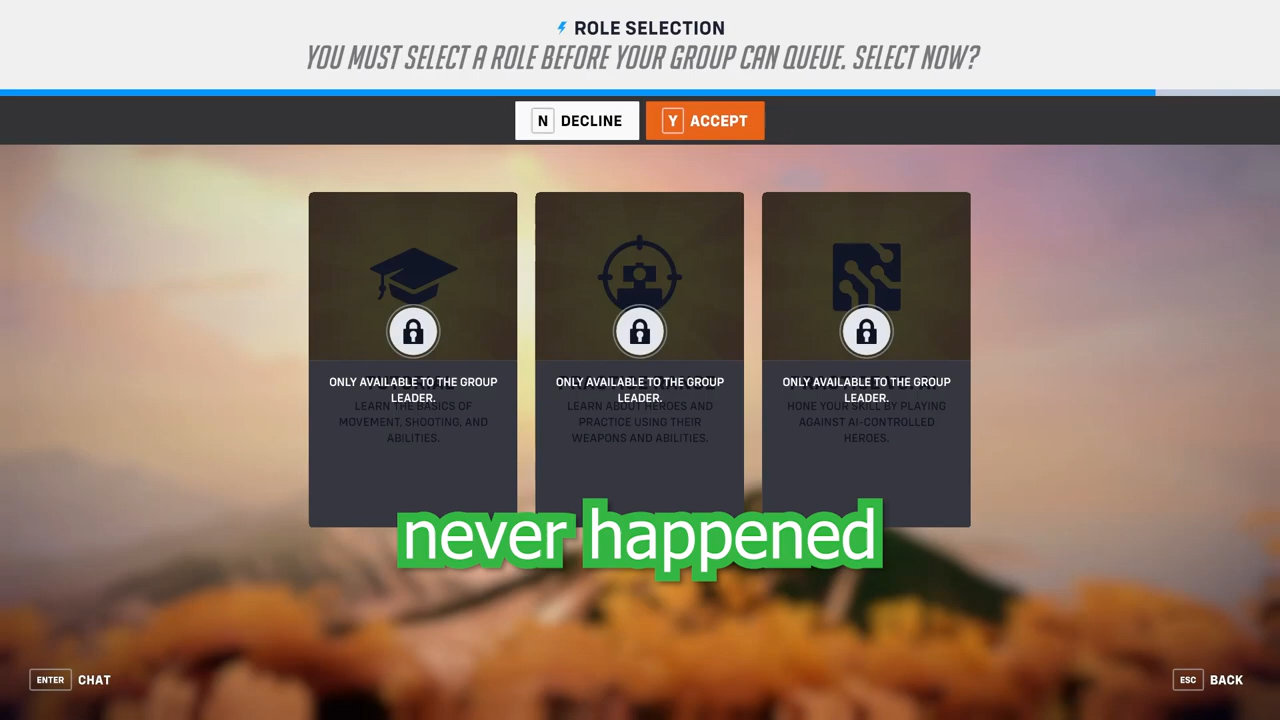 ROLE SELECTION
YOU MUST SELECT A ROLE BEFORE YOUR GROUP CAN QUEUE. SELECT NOW?
N DECLINE
Y ACCEPT
ONLY AVAILABLE TO THE GROUP
LEADER.
LEARN THE BASICS OF
MOVEMENT, SHOOTING, AND
ABILITIES.
ONLY AVAILABLE TO THE GROUP
LEADER.
LEARN ABOUT HEROES AND
PRACTICE USING THEIR
WEAPONS AND ABILITIES.
ONLY AVAILABLE TO THE GROUP
LEADER.
HONE YOUR SKILL BY PLAYING
AGAINST AI-CONTROLLED
HEROES.
never happened
ENTER CHAT
ESC BACK